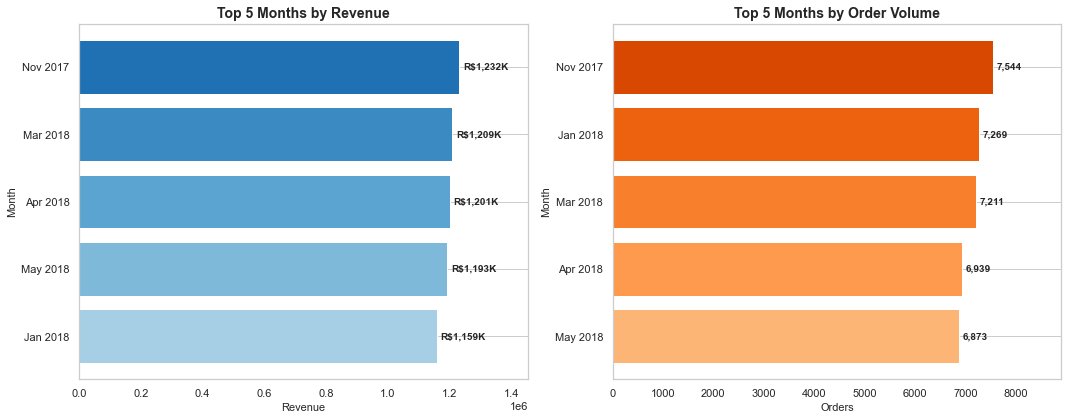 Top 5 Months by Revenue
Month
Nov 2017
R$1,232K
Mar 2018
R$1,209K
Apr 2018
R$1,201K
May 2018
R$1,193K
Jan 2018
R$1,159K
0.0 0.2 0.4 0.6 0.8 1.0 1.2 1.4
1e6
Revenue
Top 5 Months by Order Volume
Month
Nov 2017
7,544
Jan 2018
7,269
Mar 2018
7,211
Apr 2018
6,939
May 2018
6,873
0 1000 2000 3000 4000 5000 6000 7000 8000
Orders